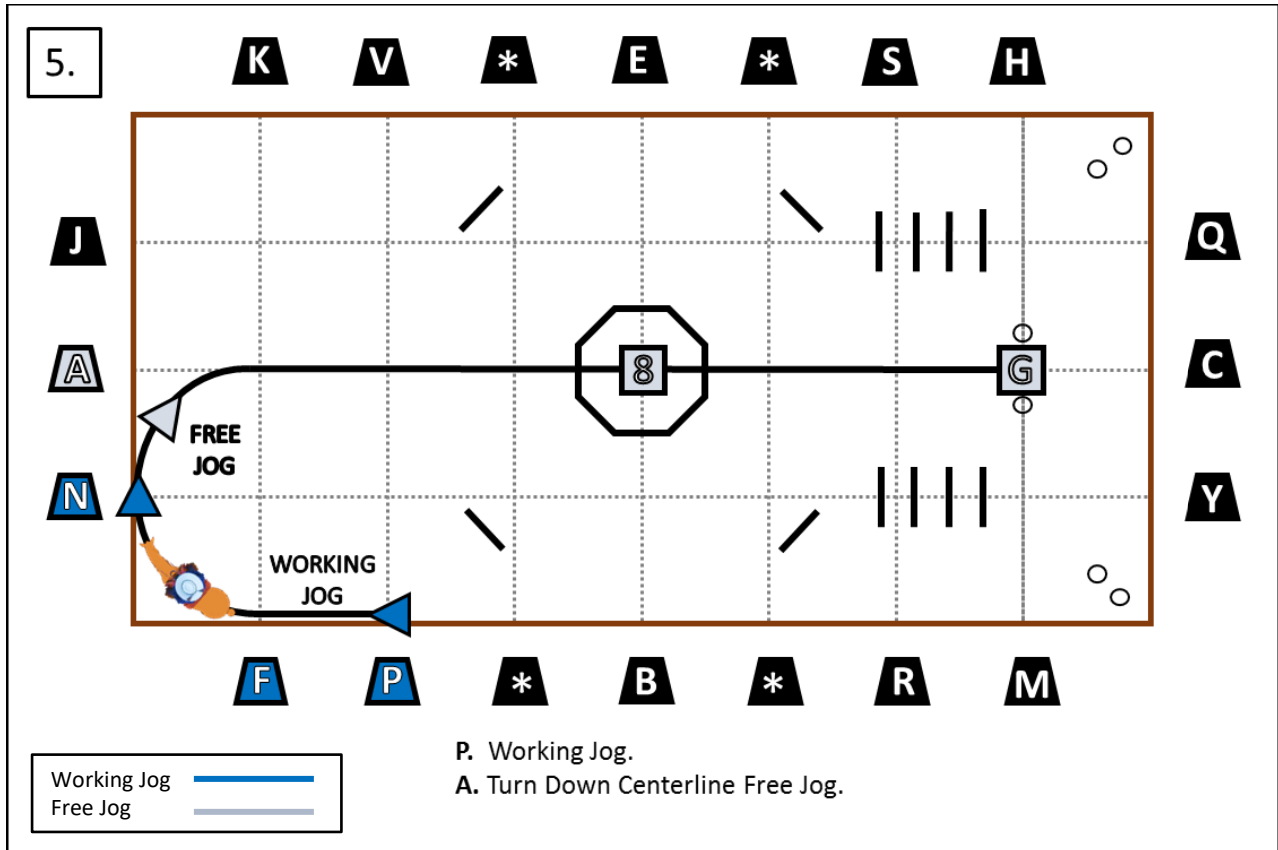 5.
K V * E * S H
J Q
8
A G C
FREE
JOG
N Y
WORKING
JOG
F P * B * R M
P. Working Jog.
A. Turn Down Centerline Free Jog.
Working Jog
Free Jog